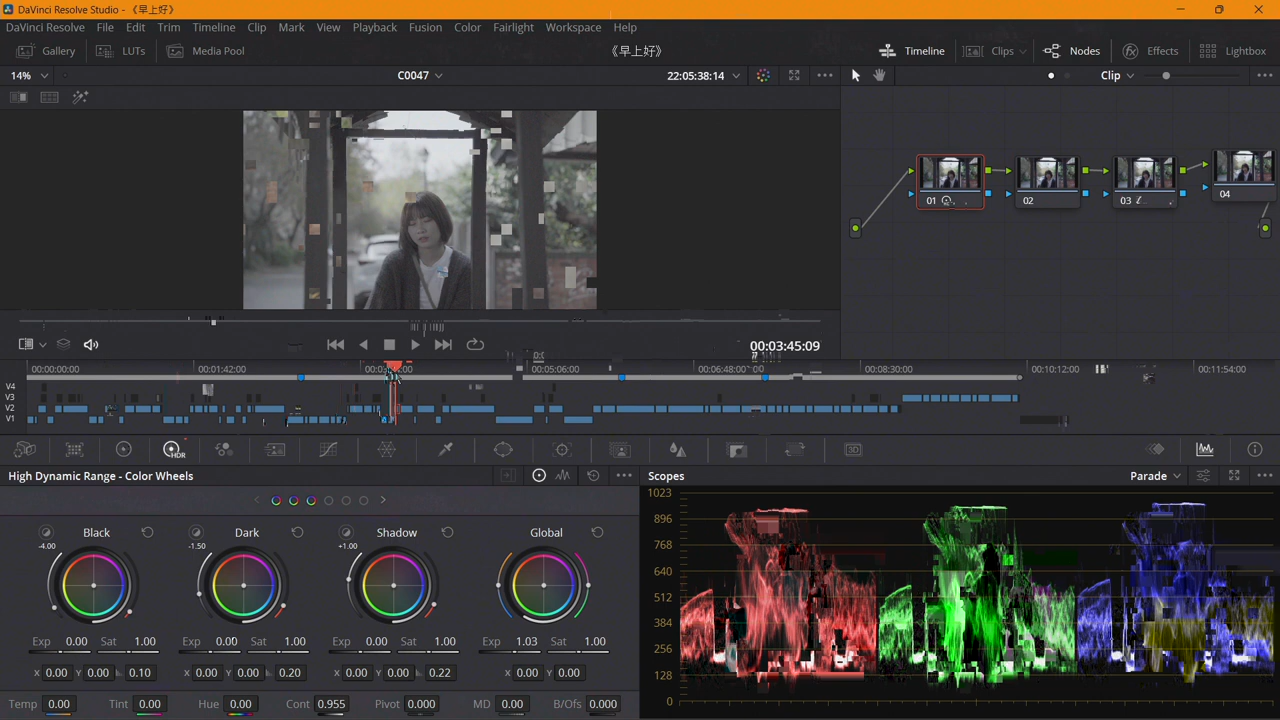 DaVinci Resolve Studio - 《早上好》
DaVinci Resolve File Edit Trim Timeline Clip Mark View Playback Fusion Color Fairlight Workspace Help
Gallery LUTs Media Pool 《早上好》 Timeline Clips Nodes Effects Lightbox
14% C0047 22:05:38:14 Clip
01 02 03 04
00:03:45:09
00:00:00:00 00:01:42:00 00:05:06:00 00:06:48:00 00:08:30:00 00:10:12:00 00:11:54:00
V4
V3
V2
V1
HDR 3D
High Dynamic Range - Color Wheels Scopes Parade
Black Dark Shadow Global
-4.00 -1.50 +1.00
Exp 0.00 Sat 1.00 Exp 0.00 Sat 1.00 Exp 0.00 Sat 1.00 Exp 1.03 Sat 1.00
X 0.00 Y 0.00 0.10 X 0.00 Y 0.00 0.20 X 0.00 Y 0.00 0.22 X 0.00 Y 0.00
Temp 0.00 Tint 0.00 Hue 0.00 Cont 0.955 Pivot 0.000 MD 0.00 B/Ofs 0.000
1023
896
768
640
512
384
256
128
0